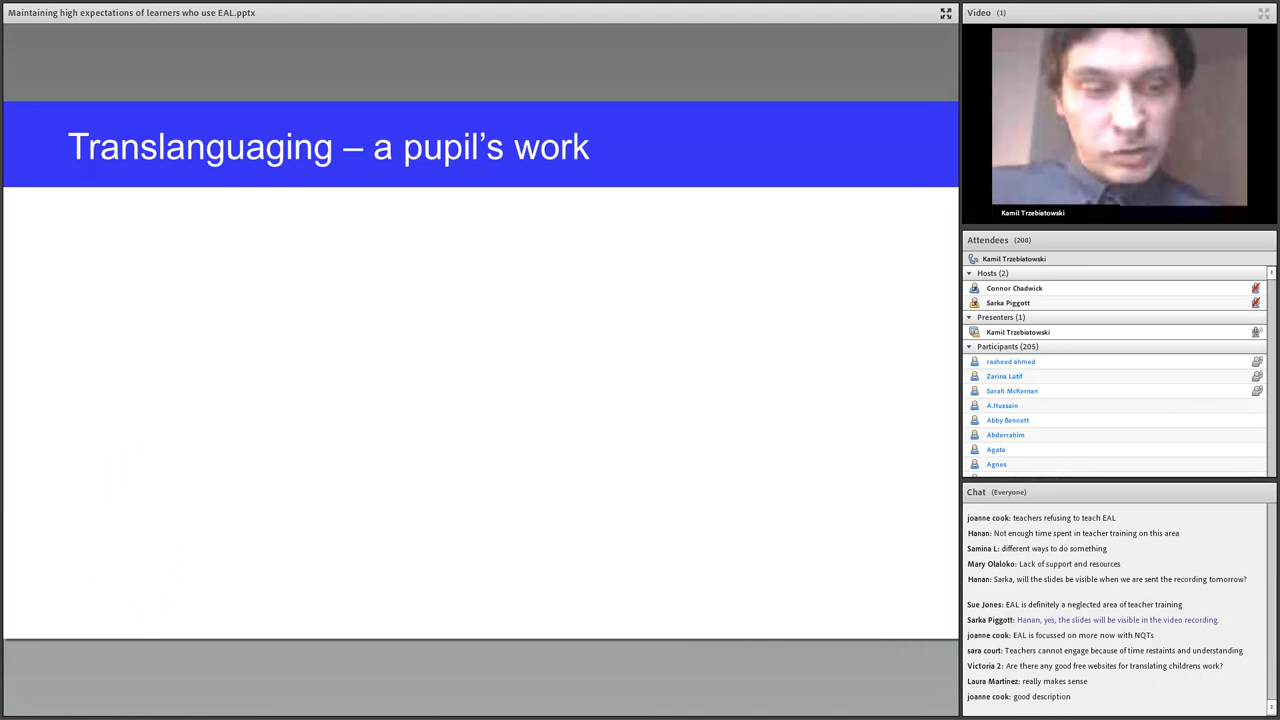 Maintaining high expectations of learners who use EAL.pptx
Translanguaging – a pupil's work
Video (1)
Kamil Trzebiatowski
Attendees (208)
Kamil Trzebiatowski
Hosts (2)
Connor Chadwick
Sarka Piggott
Presenters (1)
Kamil Trzebiatowski
Participants (205)
rasheed ahmed
Zarina Latif
Sarah McKernan
A.Hussain
Abby Bennett
Abderrahim
Agata
Agnes
Chat (Everyone)
joanne cook: teachers refusing to teach EAL
Hanan: Not enough time spent in teacher training on this area
Samina L: different ways to do something
Mary Olaloko: Lack of support and resources
Hanan: Sarka, will the slides be visible when we are sent the recording tomorrow?
Sue Jones: EAL is definitely a neglected area of teacher training
Sarka Piggott: Hanan, yes, the slides will be visible in the video recording.
joanne cook: EAL is focussed on more now with NQTs
sara court: Teachers cannot engage because of time restaints and understanding
Victoria 2: Are there any good free websites for translating childrens work?
Laura Martinez: really makes sense
joanne cook: good description